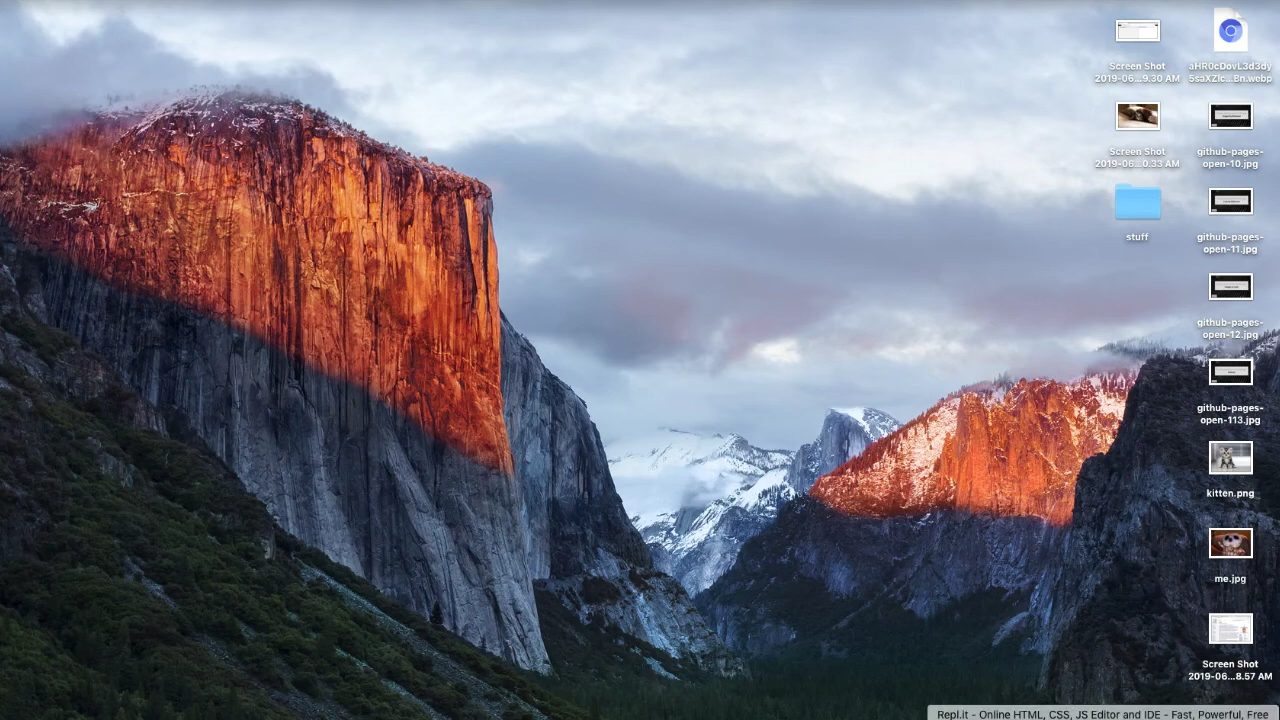 Screen Shot
2019-06...9.30 AM
aHR0cDovL3d3dy
5saXZlc...Bn.webp
Screen Shot
2019-06...0.33 AM
github-pages-
open-10.jpg
stuff
github-pages-
open-11.jpg
github-pages-
open-12.jpg
github-pages-
open-113.jpg
kitten.png
me.jpg
Screen Shot
2019-06...8.57 AM
Repl.it - Online HTML, CSS, JS Editor and IDE - Fast, Powerful, Free